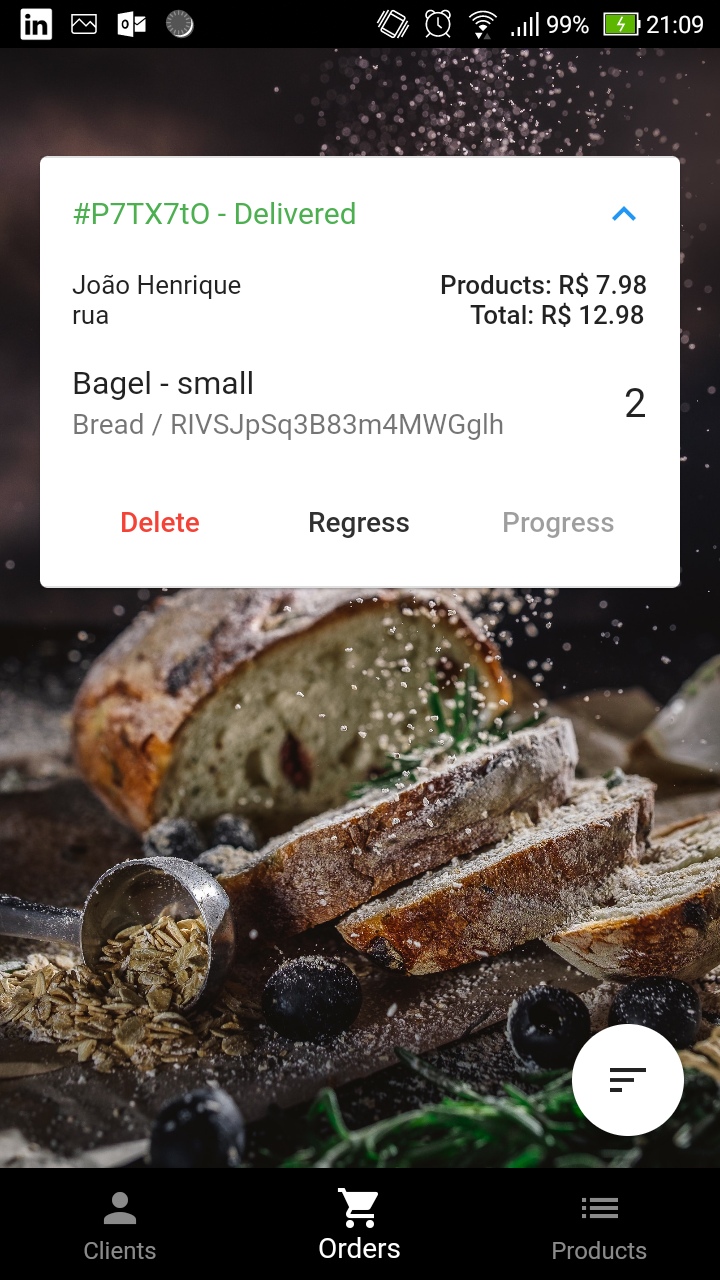 in
99% 21:09
#P7TX7tO - Delivered
João Henrique Products: R$ 7.98
rua Total: R$ 12.98
Bagel - small
2
Bread / RIVSJpSq3B83m4MWGglh
Delete Regress Progress
Clients Orders Products